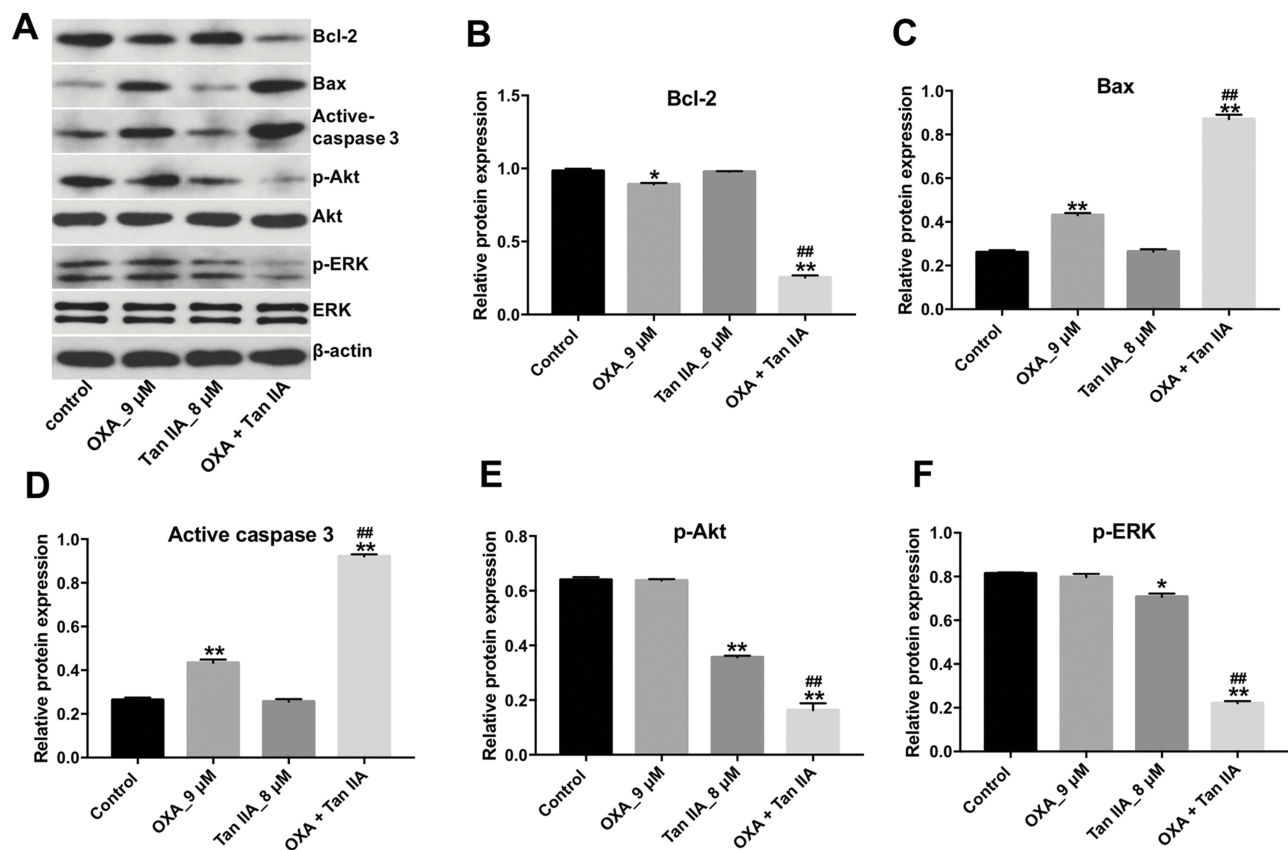 A
Bcl-2
Bax
Active-
caspase 3
p-Akt
Akt
p-ERK
ERK
β-actin
control
OXA_9 μM
Tan IIA_8 μM
OXA + Tan IIA
B
Bcl-2
Relative protein expression
1.5
1.0
0.5
0.0
*
##
**
Control
OXA_9 μM
Tan IIA_8 μM
OXA + Tan IIA
C
Bax
Relative protein expression
1.0
0.8
0.6
0.4
0.2
0.0
**
##
**
Control
OXA_9 μM
Tan IIA_8 μM
OXA + Tan IIA
D
Active caspase 3
Relative protein expression
1.0
0.8
0.6
0.4
0.2
0.0
**
##
**
Control
OXA_9 μM
Tan IIA_8 μM
OXA + Tan IIA
E
p-Akt
Relative protein expression
0.8
0.6
0.4
0.2
0.0
**
##
**
Control
OXA_9 μM
Tan IIA_8 μM
OXA + Tan IIA
F
p-ERK
Relative protein expression
1.0
0.8
0.6
0.4
0.2
0.0
*
##
**
Control
OXA_9 μM
Tan IIA_8 μM
OXA + Tan IIA